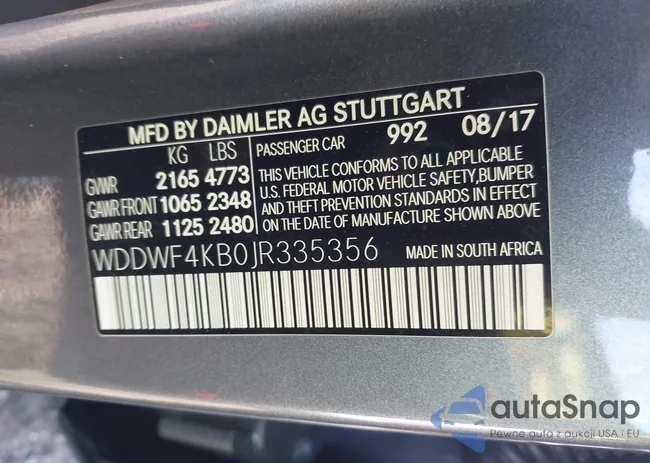 MFD BY DAIMLER AG STUTTGART
KG LBS
GVWR 2165 4773
GAWR FRONT 1065 2348
GAWR REAR 1125 2480
PASSENGER CAR 992 08/17
THIS VEHICLE CONFORMS TO ALL APPLICABLE
U.S. FEDERAL MOTOR VEHICLE SAFETY,BUMPER
AND THEFT PREVENTION STANDARDS IN EFFECT
ON THE DATE OF MANUFACTURE SHOWN ABOVE
WDDWF4KB0JR335356 MADE IN SOUTH AFRICA
autaSnap
Pewne auta z aukcji USA i EU